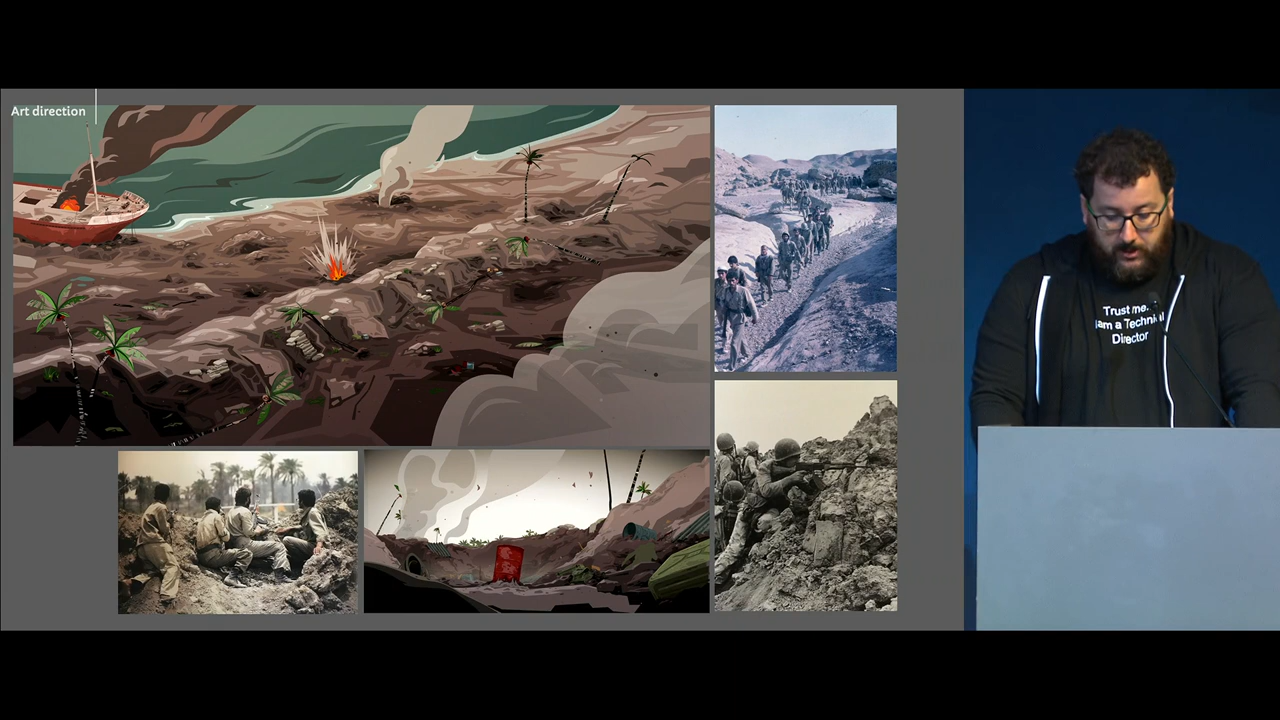 Art direction
Trust me.
I am a Technical
Director